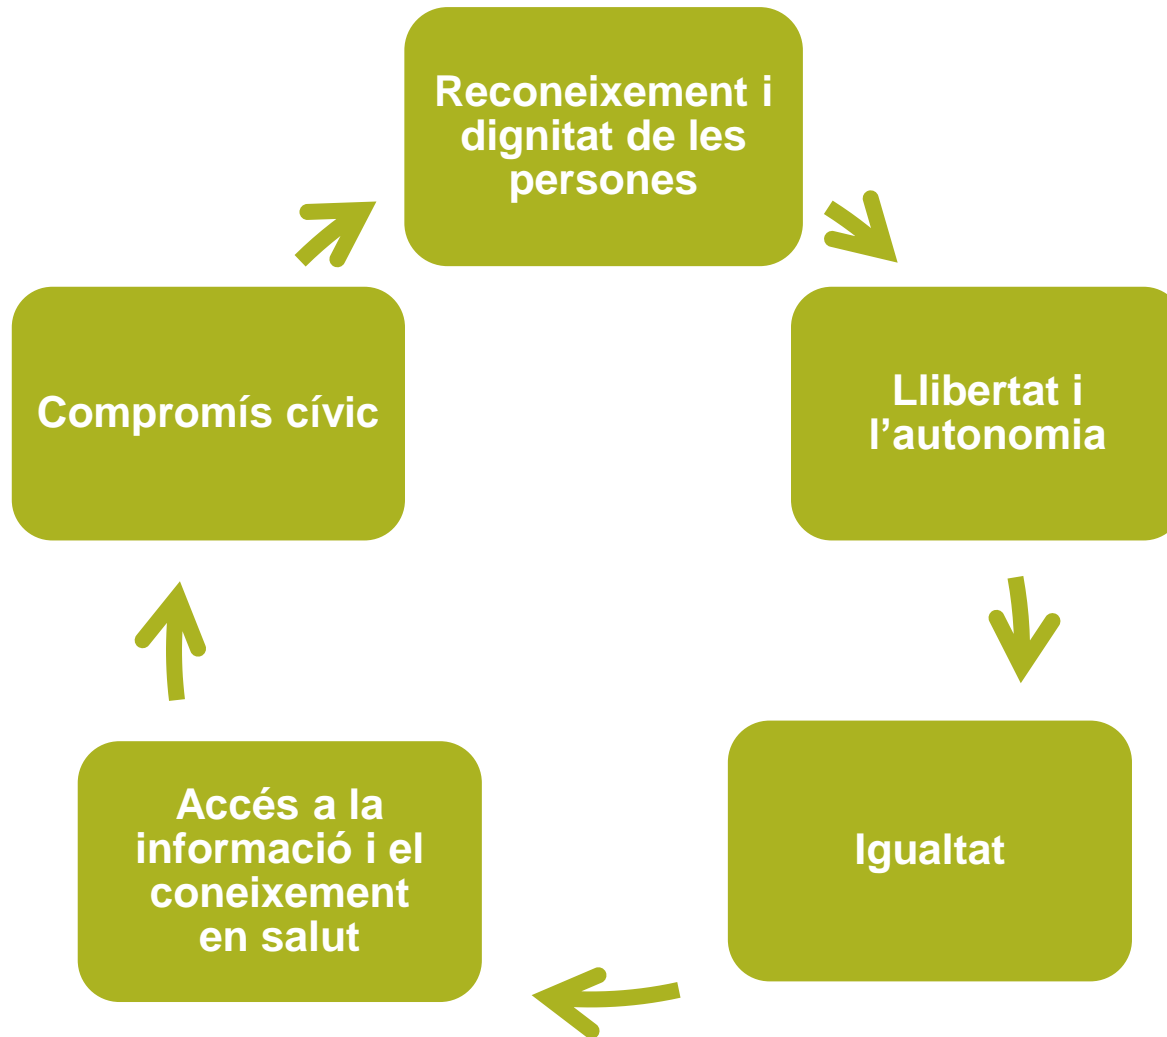 Reconeixement i
dignitat de les
persones
Llibertat i
l’autonomia
Igualtat
Accés a la
informació i el
coneixement
en salut
Compromís cívic